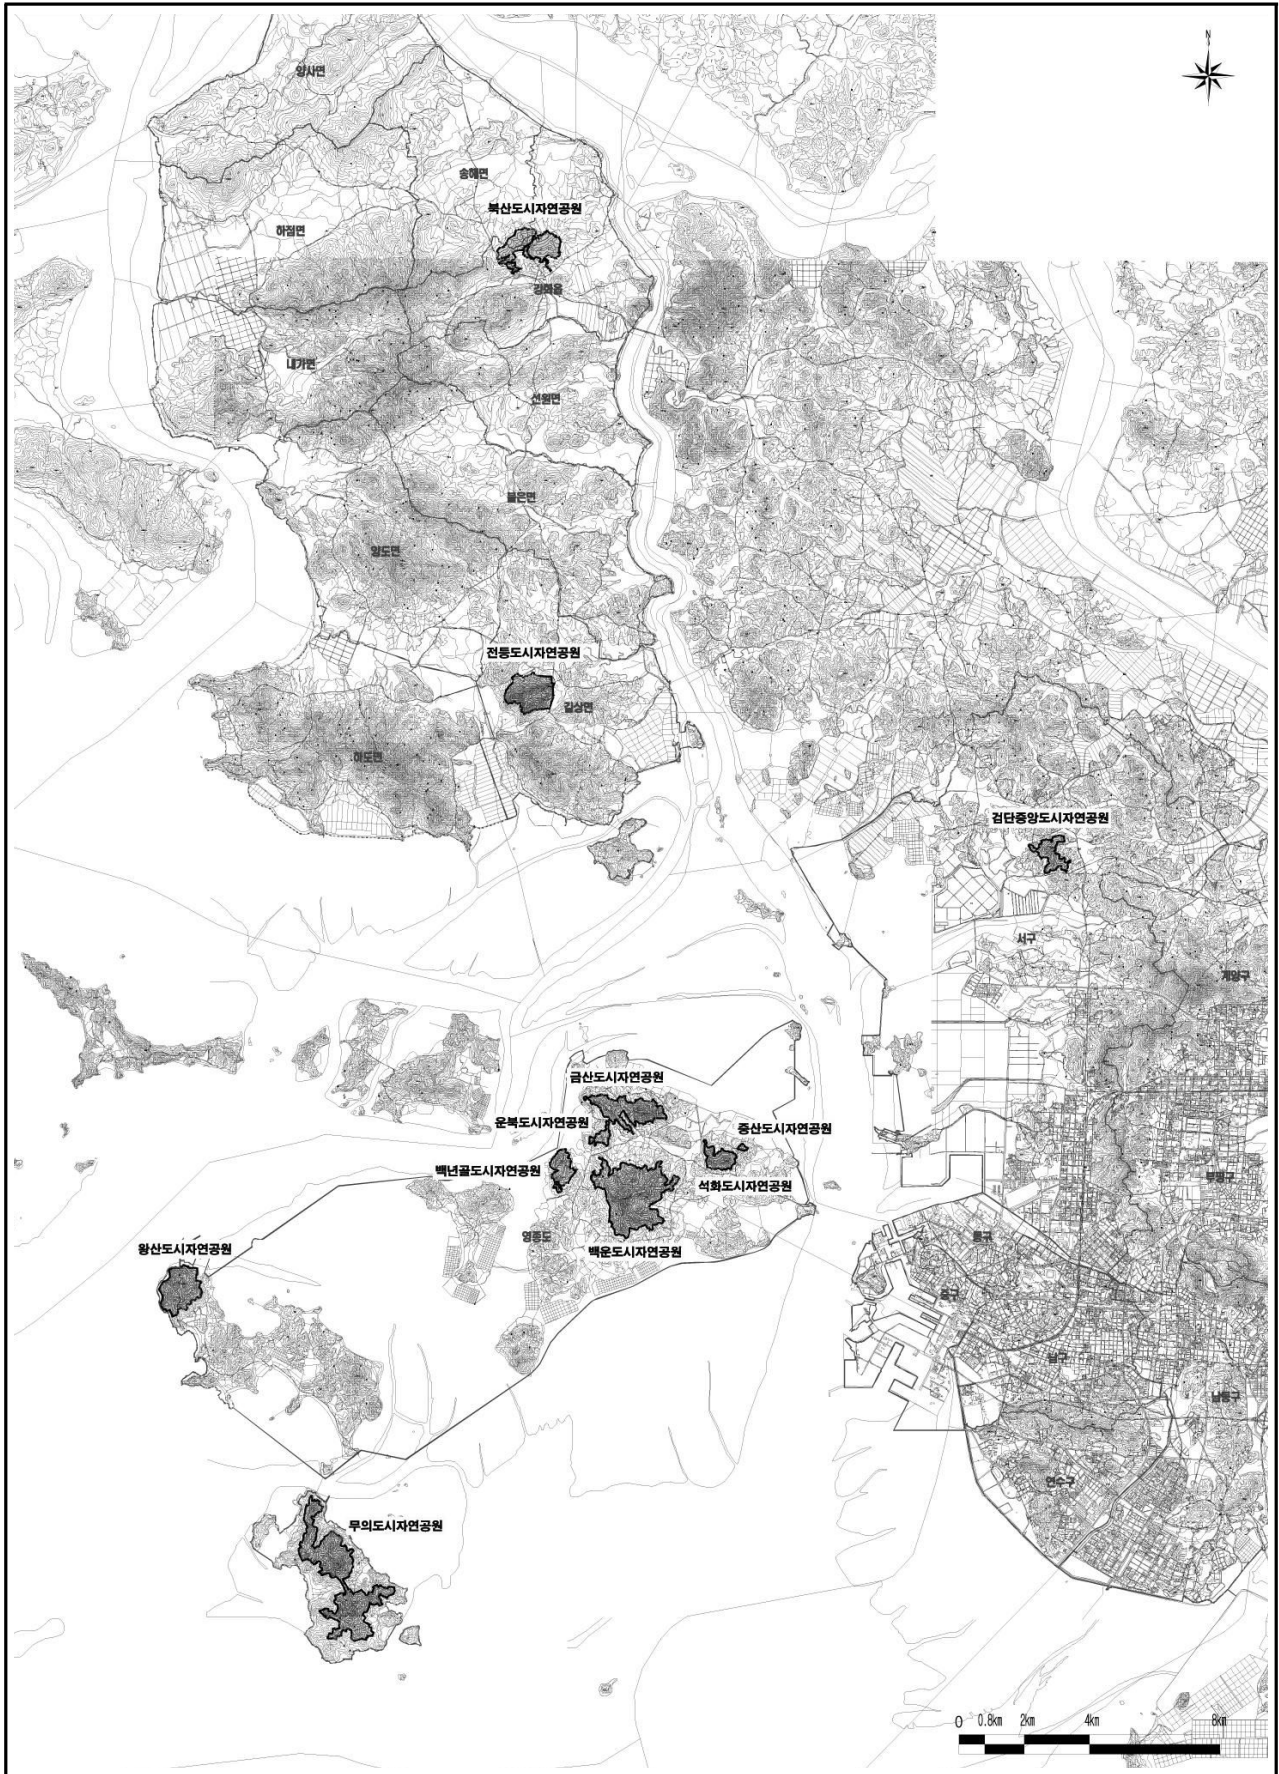 N
양사면
송해면
북산도시자연공원
하점면
강화읍
내가면
선원면
불은면
양도면
전등도시자연공원
길상면
화도면
검단중앙도시자연공원
서구
계양구
금산도시자연공원
운북도시자연공원
중산도시자연공원
백년골도시자연공원
석화도시자연공원
부평구
영종도
백운도시자연공원
왕산도시자연공원
동구
중구
남구
남동구
연수구
무의도시자연공원
0 0.8km 2km 4km 8km